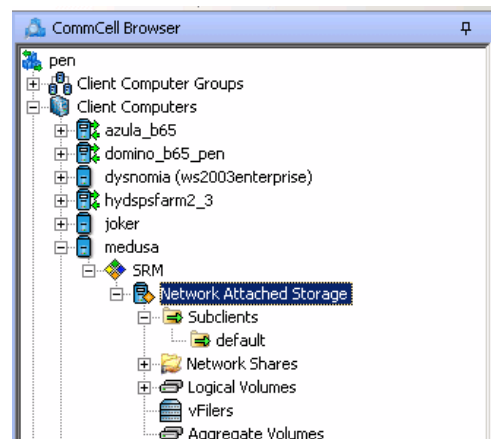 CommCell Browser
pen
Client Computer Groups
Client Computers
azula_b65
domino_b65_pen
dysnomia (ws2003enterprise)
hydspsfarm2_3
joker
medusa
SRM
Network Attached Storage
Subclients
default
Network Shares
Logical Volumes
vFilers
Aggregate Volumes